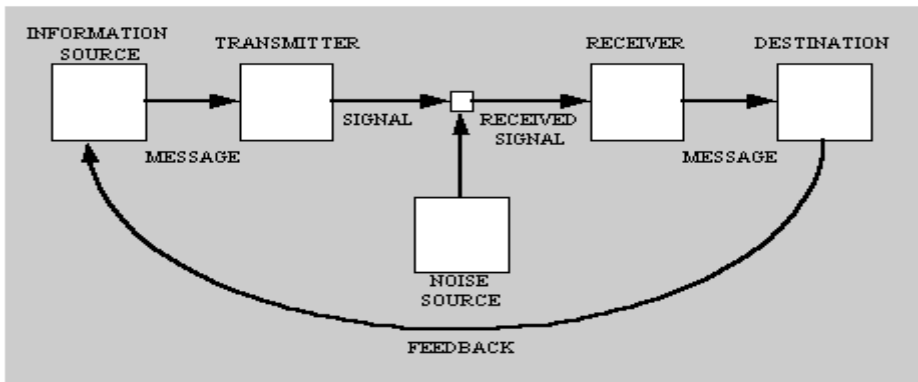 INFORMATION
SOURCE
TRANSMITTER
RECEIVER
DESTINATION
MESSAGE
SIGNAL
RECEIVED
SIGNAL
MESSAGE
NOISE
SOURCE
FEEDBACK